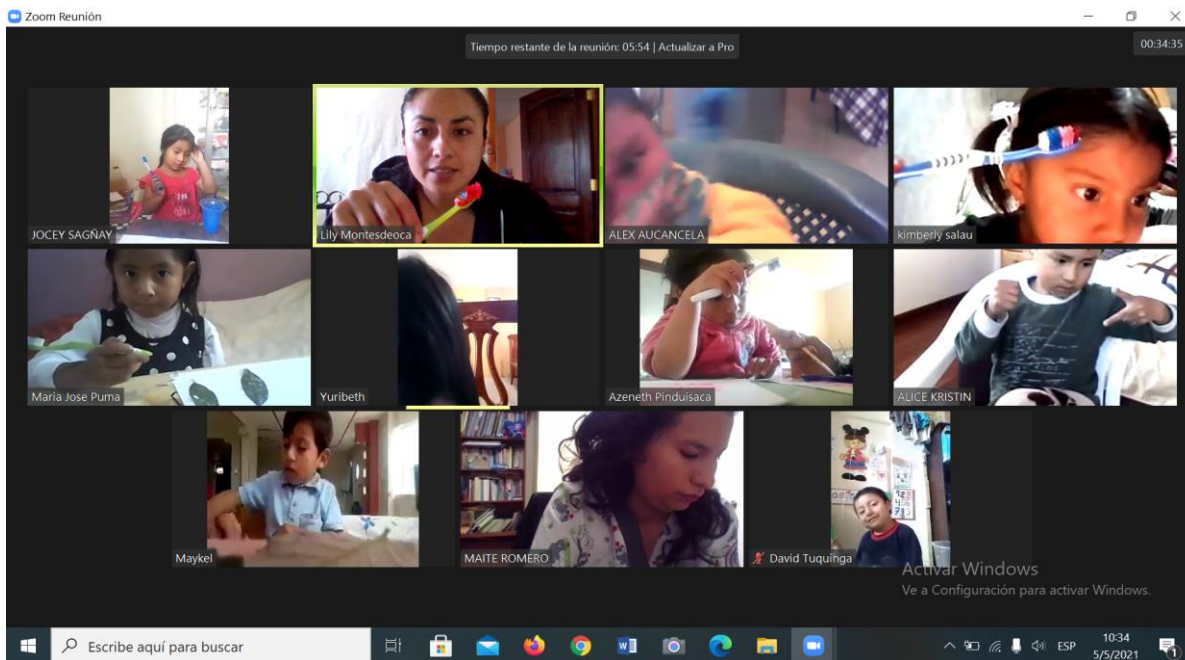 Zoom Reunión
Tiempo restante de la reunión: 05:54 | Actualizar a Pro
00:34:35
JOCEY SAGÑAY
Lily Montesdeoca
ALEX AUCANCELA
kimberly salau
Maria Jose Puma
Yuribeth
Azeneth Pinduisaca
ALICE KRISTIN
Maykel
MAITE ROMERO
David Tuquinga
Activar Windows
Ve a Configuración para activar Windows.
Escribe aquí para buscar
ESP
10:34
5/5/2021
1